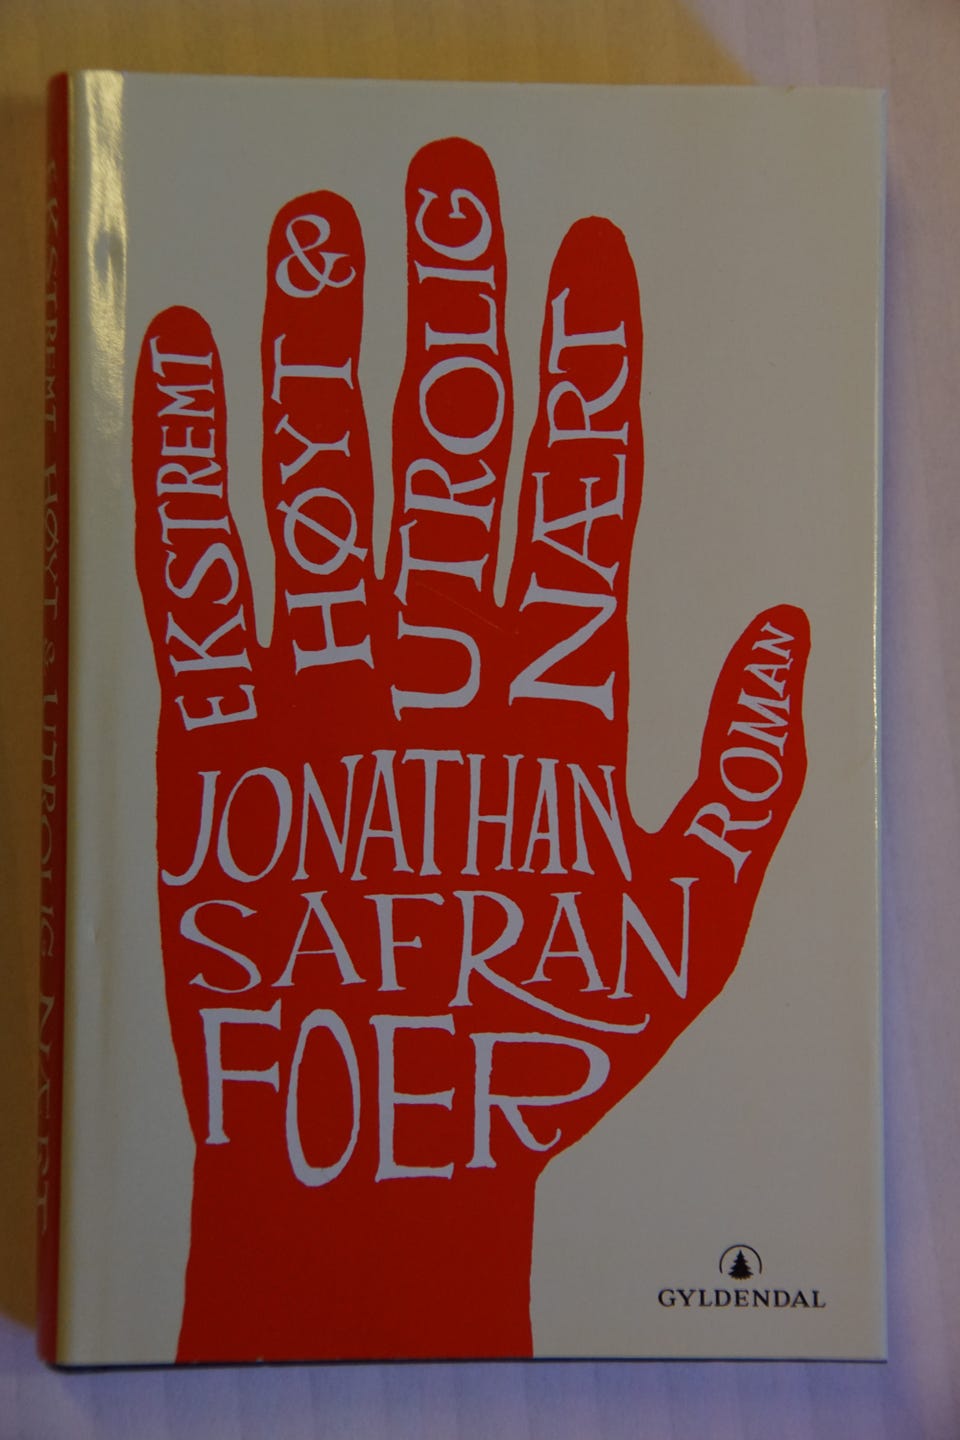 EKSTREMT
HØYT &
UTROLIG
NÆRT
ROMAN
JONATHAN
SAFRAN
FOER
GYLDENDAL
EKSTREMT HØYT & UTROLIG NÆRT